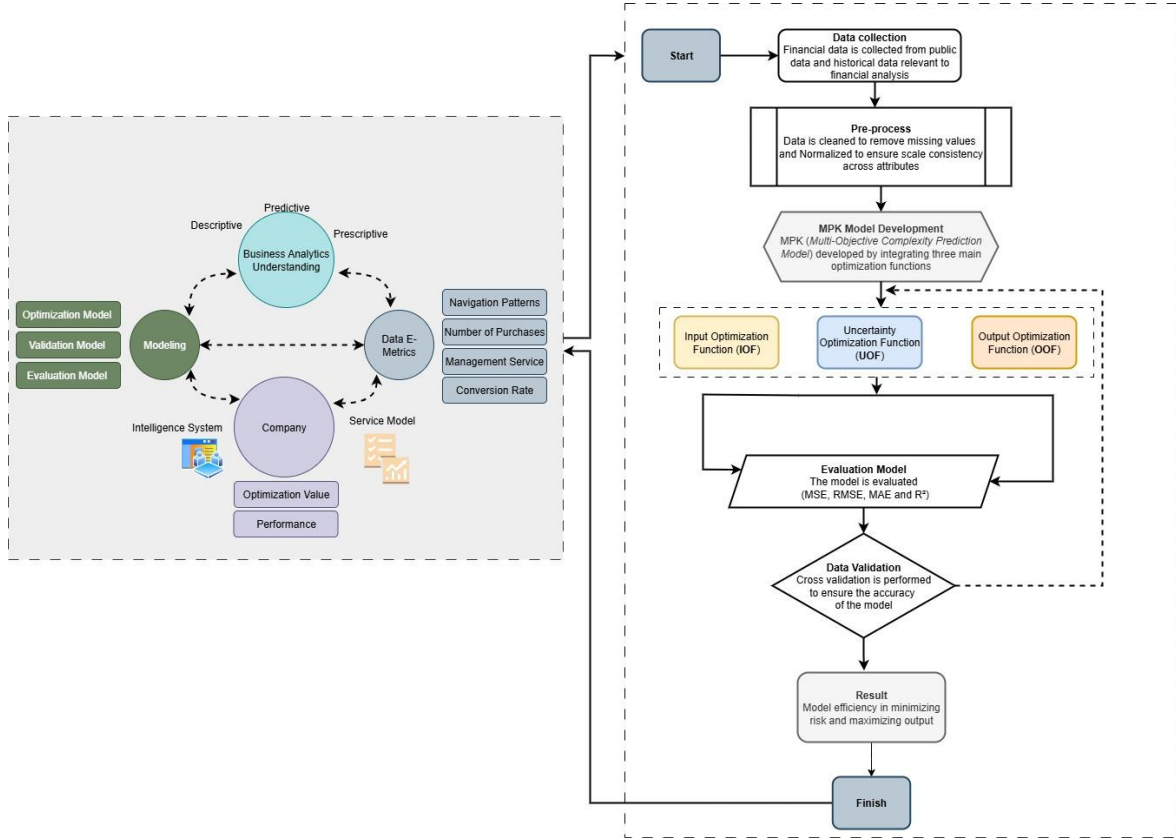 Predictive
Descriptive
Prescriptive
Business Analytics
Understanding
Optimization Model
Validation Model
Evaluation Model
Modeling
Data E-
Metrics
Navigation Patterns
Number of Purchases
Management Service
Conversion Rate
Intelligence System
Company
Service Model
Optimization Value
Performance
Start
Data collection
Financial data is collected from public
data and historical data relevant to
financial analysis
Pre-process
Data is cleaned to remove missing values
and Normalized to ensure scale consistency
across attributes
MPK Model Development
MPK (Multi-Objective Complexity Prediction
Model) developed by integrating three main
optimization functions
Input Optimization
Function (IOF)
Uncertainty
Optimization Function
(UOF)
Output Optimization
Function (OOF)
Evaluation Model
The model is evaluated
(MSE, RMSE, MAE and R²)
Data Validation
Cross validation is performed
to ensure the accuracy
of the model
Result
Model efficiency in minimizing
risk and maximizing output
Finish